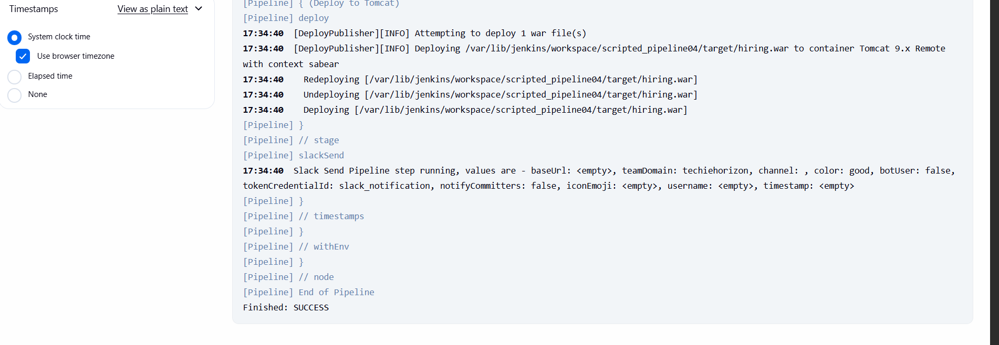 Timestamps
View as plain text
System clock time
Use browser timezone
Elapsed time
None
[Pipeline] { (Deploy to Tomcat)
[Pipeline] deploy
17:34:40  [DeployPublisher][INFO] Attempting to deploy 1 war file(s)
17:34:40  [DeployPublisher][INFO] Deploying /var/lib/jenkins/workspace/scripted_pipeline04/target/hiring.war to container Tomcat 9.x Remote
with context sabear
17:34:40    Redeploying [/var/lib/jenkins/workspace/scripted_pipeline04/target/hiring.war]
17:34:40    Undeploying [/var/lib/jenkins/workspace/scripted_pipeline04/target/hiring.war]
17:34:40    Deploying [/var/lib/jenkins/workspace/scripted_pipeline04/target/hiring.war]
[Pipeline] }
[Pipeline] // stage
[Pipeline] slackSend
17:34:40  Slack Send Pipeline step running, values are - baseUrl: <empty>, teamDomain: techiehorizon, channel: , color: good, botUser: false,
tokenCredentialId: slack_notification, notifyCommitters: false, iconEmoji: <empty>, username: <empty>, timestamp: <empty>
[Pipeline] }
[Pipeline] // timestamps
[Pipeline] }
[Pipeline] // withEnv
[Pipeline] }
[Pipeline] // node
[Pipeline] End of Pipeline
Finished: SUCCESS